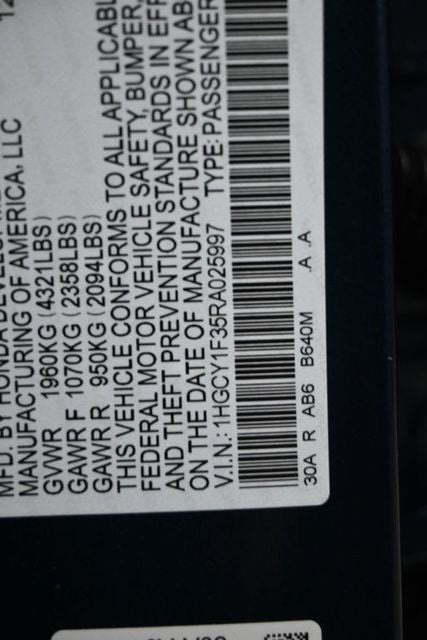 MFD. BY HONDA
MANUFACTURING OF AMERICA, LLC
GVWR 1960KG (4321LBS)
GAWR F 1070KG (2358LBS)
GAWR R 950KG (2094LBS)
THIS VEHICLE CONFORMS TO ALL APPLICABL
FEDERAL MOTOR VEHICLE SAFETY, BUMPER,
AND THEFT PREVENTION STANDARDS IN EFF
ON THE DATE OF MANUFACTURE SHOWN AB
V.I.N.: 1HGCY1F35RA025997 TYPE: PASSENGER
30A R AB6 B640M .A .A